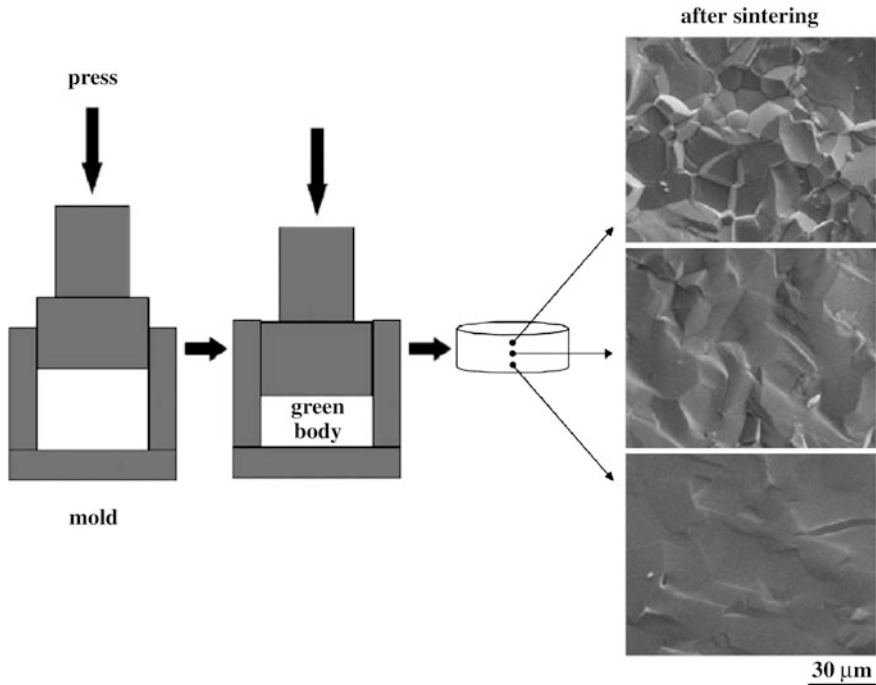 after sintering
press
green
body
mold
30 μm